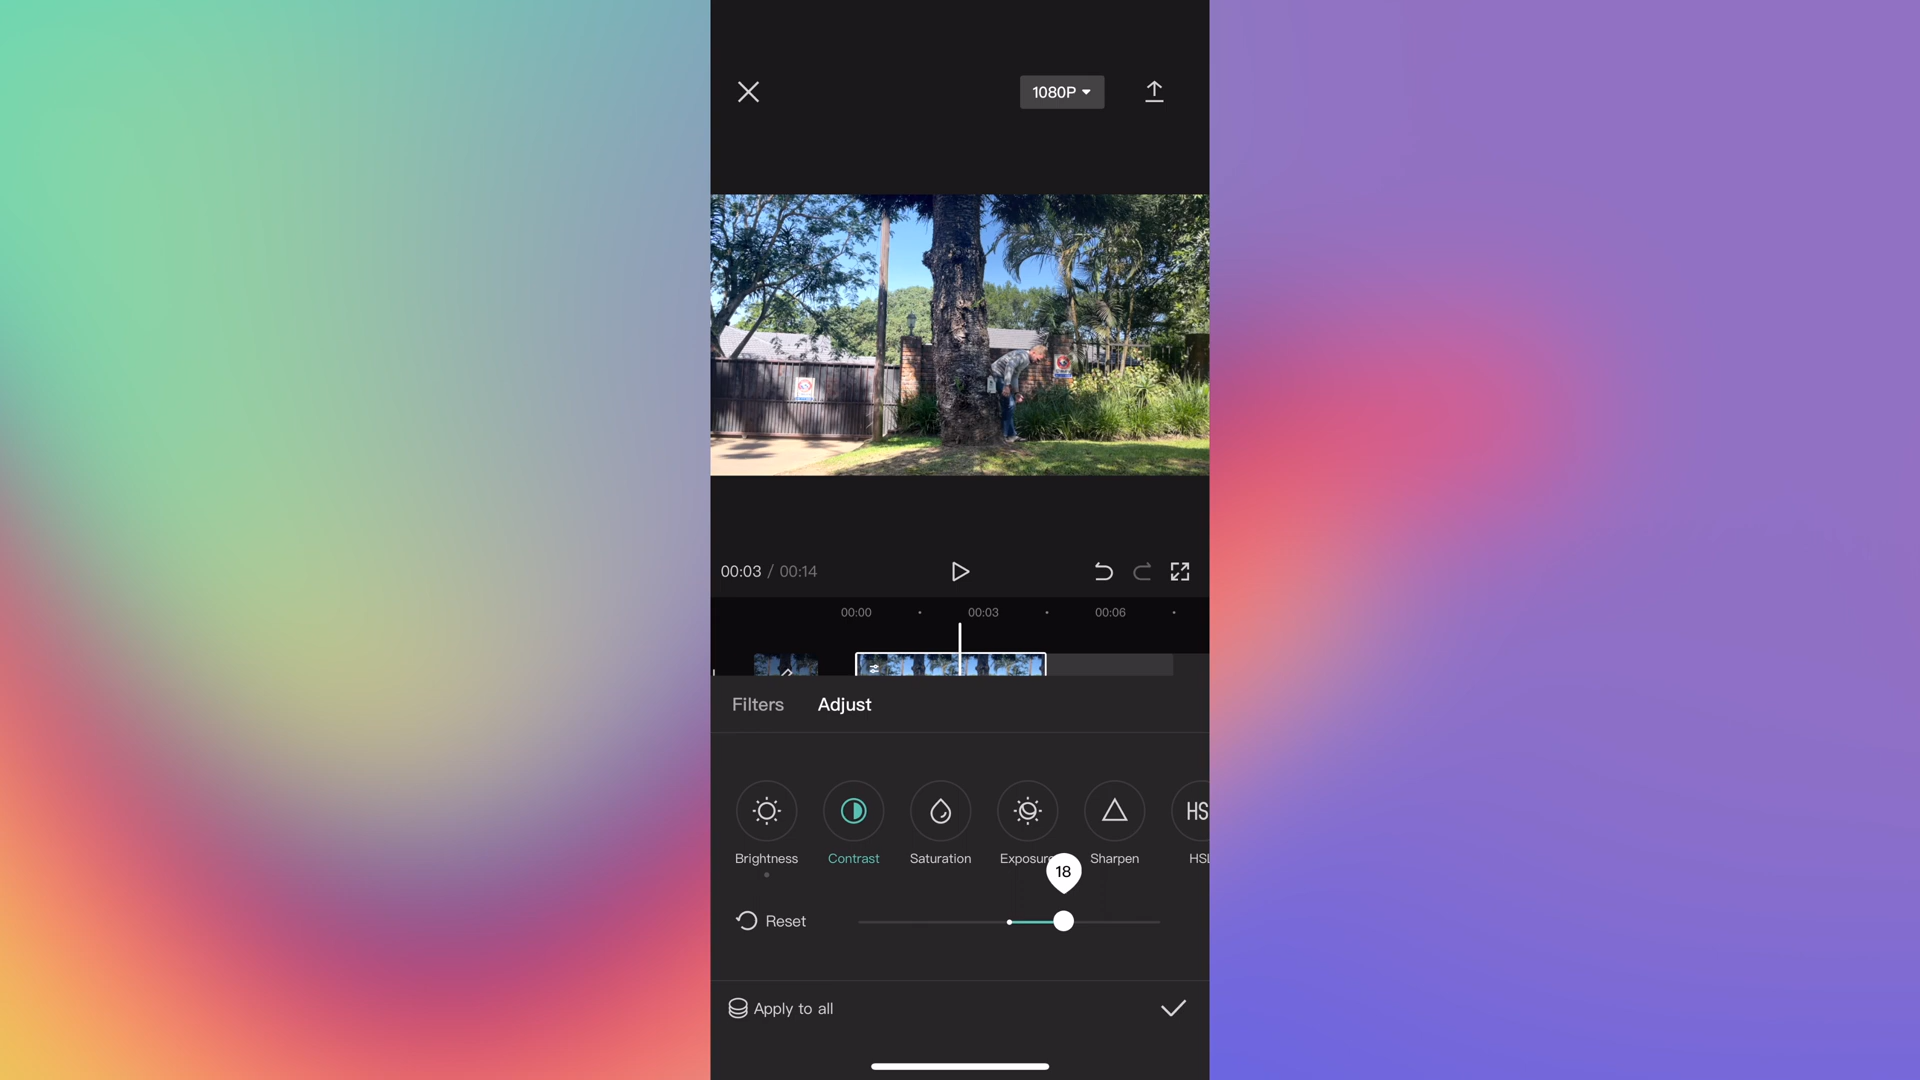 1080P
00:03 / 00:14
00:00 00:03 00:06
Filters Adjust
Brightness Contrast Saturation Exposure Sharpen HSL
18
Reset
Apply to all